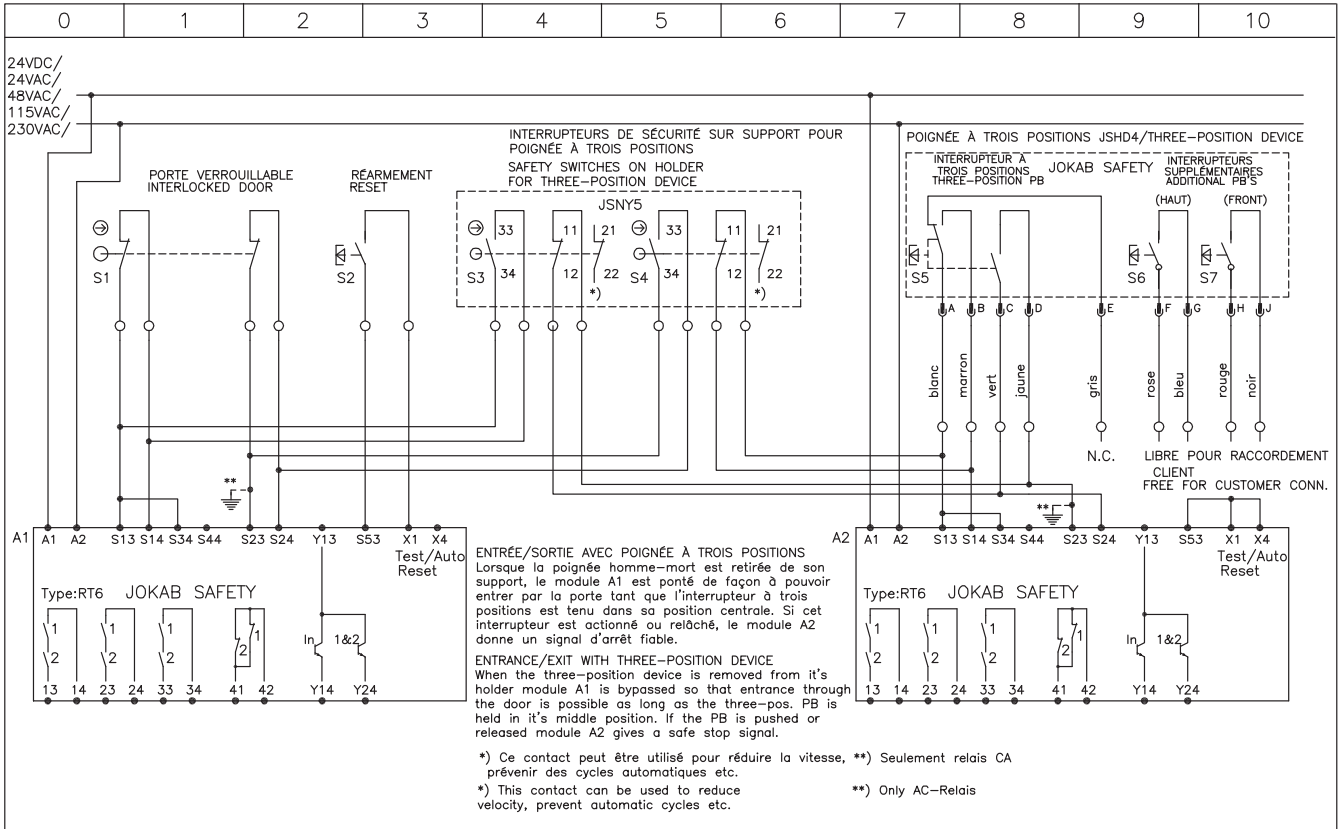 0 1 2 3 4 5 6 7 8 9 10
24VDC/
24VAC/
48VAC/
115VAC/
230VAC/
PORTE VERROUILLABLE
INTERLOCKED DOOR
RÉARMEMENT
RESET
INTERRUPTEURS DE SÉCURITÉ SUR SUPPORT POUR
POIGNÉE À TROIS POSITIONS
SAFETY SWITCHES ON HOLDER
FOR THREE-POSITION DEVICE
JSNY5
POIGNÉE À TROIS POSITIONS JSHD4/THREE-POSITION DEVICE
INTERRUPTEUR À
TROIS POSITIONS
THREE-POSITION PB
JOKAB SAFETY
INTERRUPTEURS
SUPPLÉMENTAIRES
ADDITIONAL PB'S
(HAUT) (FRONT)
S1
S2
S3 33 34 11 12 21 22
*)
S4 33 34 11 12 21 22
*)
S5
S6
S7
A B C D E F G H J
blanc marron vert jaune gris rose bleu rouge noir
N.C.
LIBRE POUR RACCORDEMENT
CLIENT
FREE FOR CUSTOMER CONN.
**
**
A1
A1 A2 S13 S14 S34 S44 S23 S24 Y13 S53 X1 X4
Test/Auto
Reset
Type:RT6 JOKAB SAFETY
1 1 1 1
2 2 2 2
In 1&2
13 14 23 24 33 34 41 42 Y14 Y24
ENTRÉE/SORTIE AVEC POIGNÉE À TROIS POSITIONS
Lorsque la poignée homme-mort est retirée de son
support, le module A1 est ponté de façon à pouvoir
entrer par la porte tant que l'interrupteur à trois
positions est tenu dans sa position centrale. Si cet
interrupteur est actionné ou relâché, le module A2
donne un signal d'arrêt fiable.
ENTRANCE/EXIT WITH THREE-POSITION DEVICE
When the three-position device is removed from it's
holder module A1 is bypassed so that entrance through
the door is possible as long as the three-pos. PB is
held in it's middle position. If the PB is pushed or
released module A2 gives a safe stop signal.
*) Ce contact peut être utilisé pour réduire la vitesse,
prévenir des cycles automatiques etc.
*) This contact can be used to reduce
velocity, prevent automatic cycles etc.
**) Seulement relais CA
**) Only AC-Relais
A2
A1 A2 S13 S14 S34 S44 S23 S24 Y13 S53 X1 X4
Test/Auto
Reset
Type:RT6 JOKAB SAFETY
1 1 1 1
2 2 2 2
In 1&2
13 14 23 24 33 34 41 42 Y14 Y24